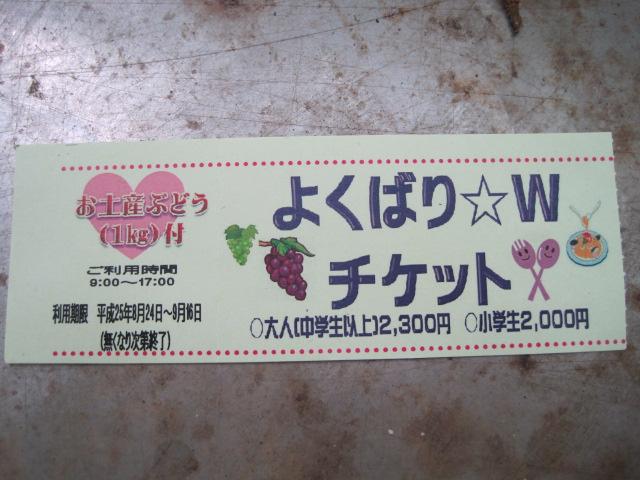 お土産ぶどう
(1kg)付
ご利用時間
9:00～17:00
利用期限 平成25年8月24日～9月16日
(無くなり次第終了)
よくばり☆W
チケット
○大人(中学生以上)2,300円 ○小学生2,000円